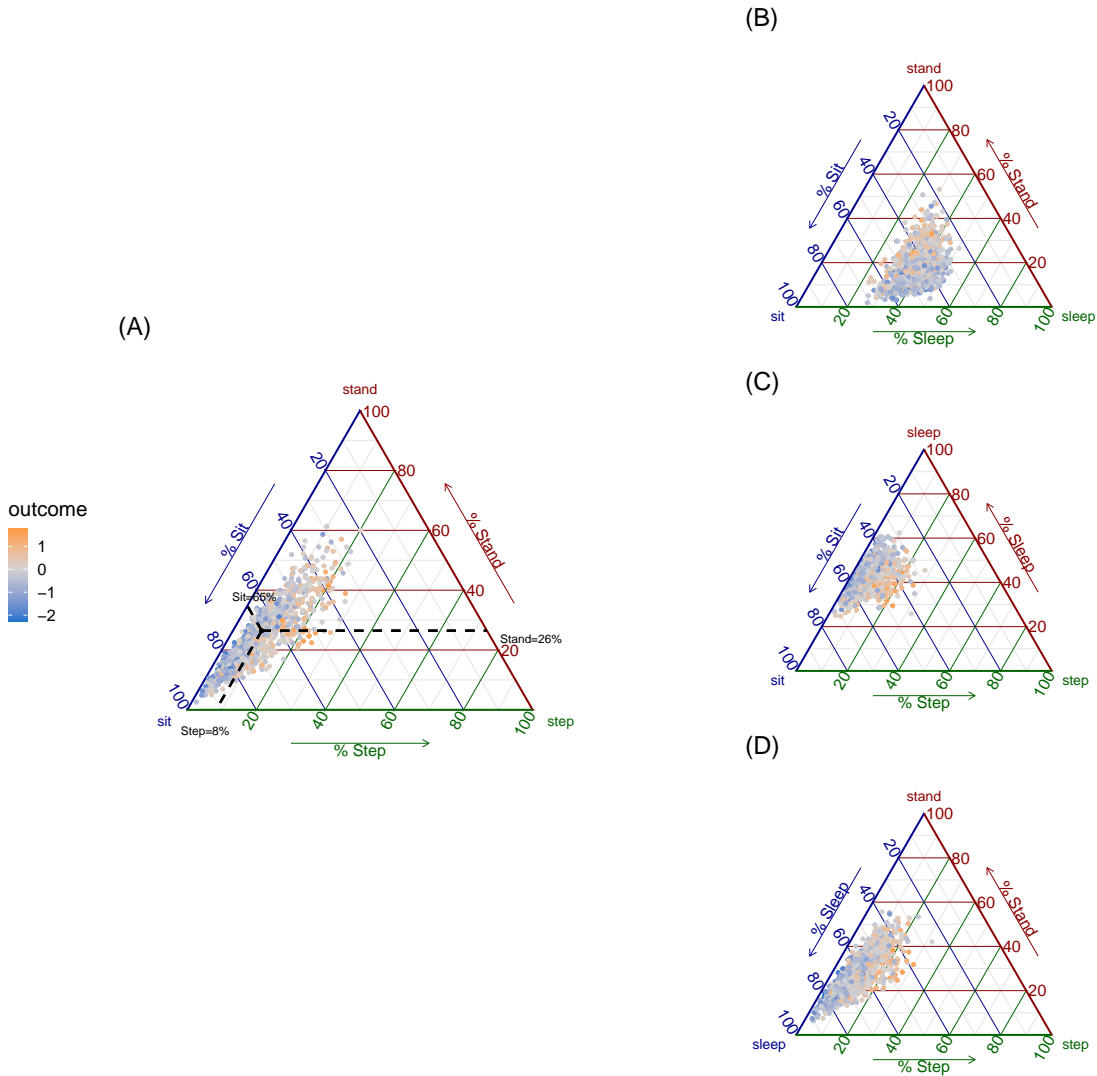 (A)
outcome
1
0
−1
−2
stand
100
80
60
40
20
% Stand
20
40
60
80
100
% Sit
Sit=65%
Stand=26%
Step=8%
sit
20
40
60
80
100
step
% Step
(B)
stand
100
80
60
40
20
% Stand
20
40
60
80
100
% Sit
sit
20
40
60
80
100
sleep
% Sleep
(C)
sleep
100
80
60
40
20
% Sleep
40
60
80
100
% Sit
sit
20
40
60
80
100
step
% Step
(D)
stand
100
80
60
40
20
% Stand
20
40
60
80
100
% Sleep
sleep
20
40
60
80
100
step
% Step